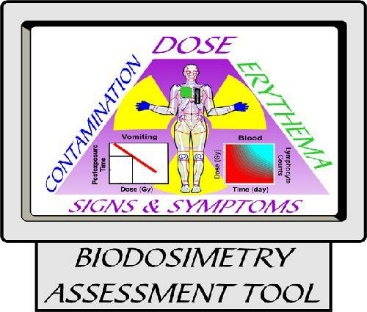 DOSE
CONTAMINATION
ERYTHEMA
Vomiting
Postexposure
Time
Dose (Gy)
Blood
Dose (Gy)
Lymphocyte
Counts
Time (day)
SIGNS & SYMPTOMS
BIODOSIMETRY
ASSESSMENT TOOL